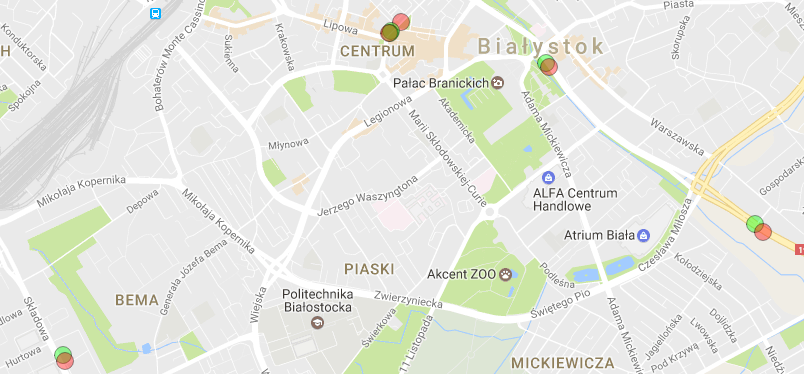 Piasta
Lipowa
Konduktorska
Sukienna
Krakowska
CENTRUM
Białystok
Skorupska
Bohaterów Monte Cassino
Spokojna
Pałac Branickich
Legionowa
Akademicka
Adama Mickiewicza
Marii Skłodowskiej-Curie
Warszawska
Młynowa
Mikołaja Kopernika
Jerzego Waszyngtona
ALFA Centrum
Handlowe
Gospodarska
Depowa
Mikołaja Kopernika
Atrium Biała
Czesława Miłosza
Generała Józefa Bema
PIASKI
Akcent ZOO
Podleśna
Kolodziejska
BEMA
Wiejska
Politechnika
Białostocka
Zwierzyniecka
Świętego Pio
Składowa
Świerkowa
11 Listopada
Adama Mickiewicza
Jagiellońska
Lwowska
Dojlidzka
Hurtowa
Pod Krzywą
MICKIEWICZA